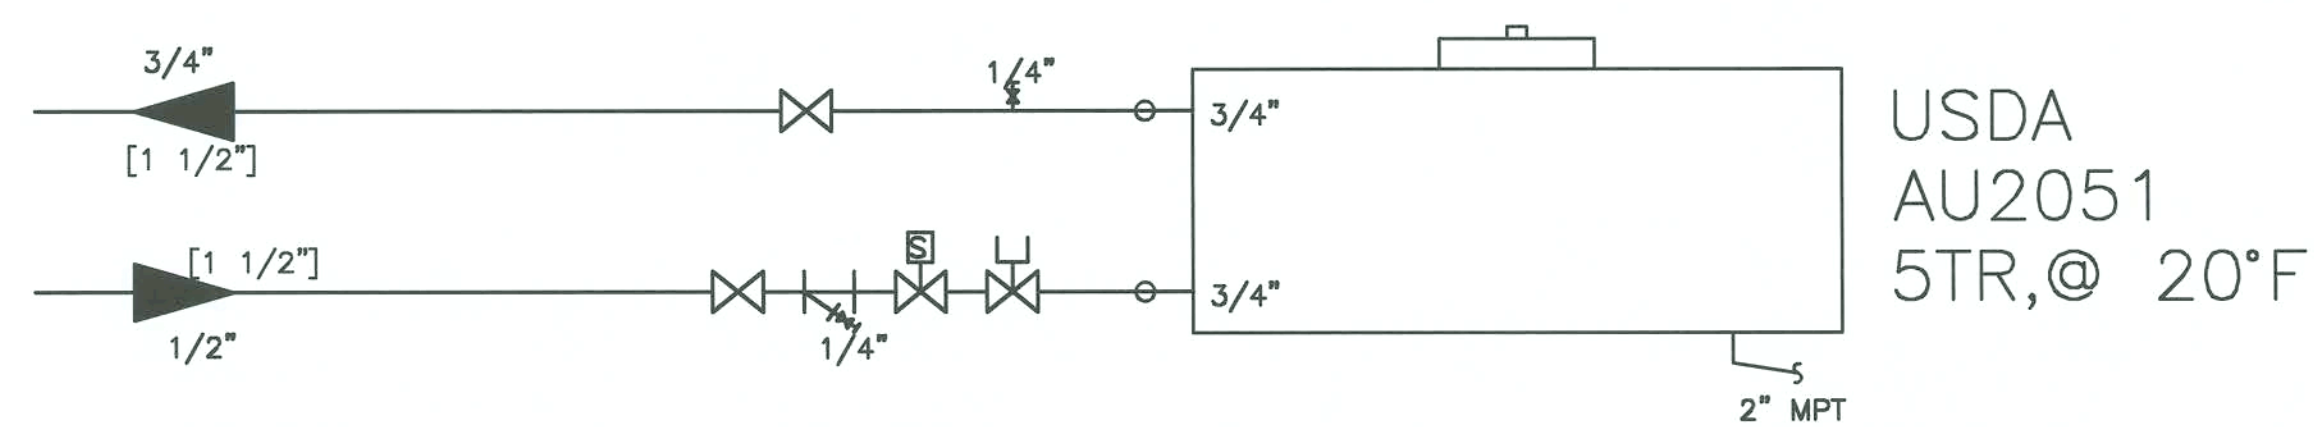 3/4"
[1 1/2"]
1/4"
3/4"
USDA
AU2051
5TR,@ 20°F
[1 1/2"]
1/2"
S
1/4"
3/4"
2" MPT